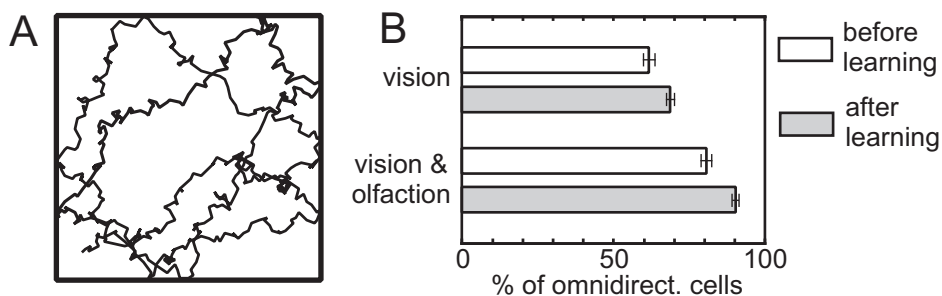 A
B
before
learning
vision
after
learning
vision &
olfaction
0
50
100
% of omnidirect. cells